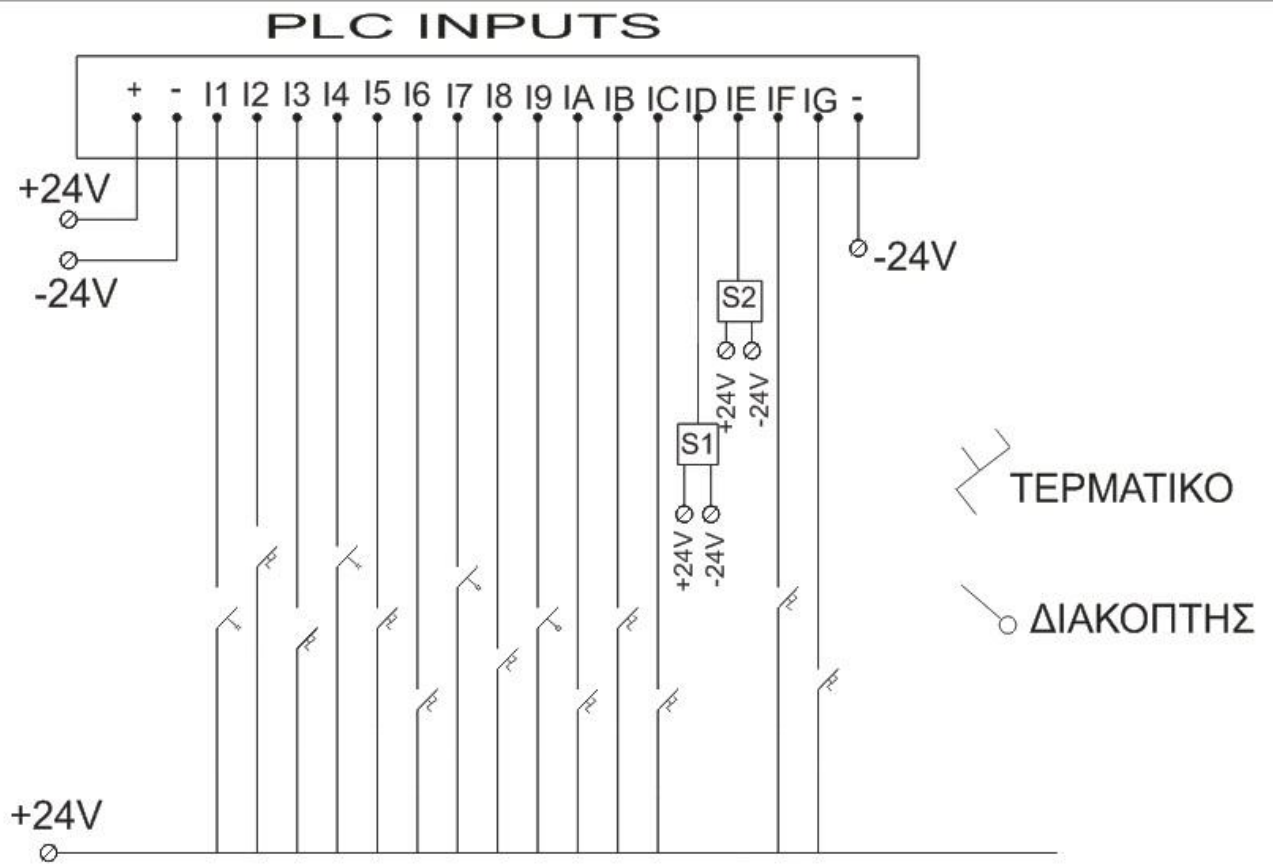 PLC INPUTS
+ - I1 I2 I3 I4 I5 I6 I7 I8 I9 IA IB IC ID IE IF IG -
+24V
-24V
-24V
S2
+24V -24V
S1
+24V -24V
ΤΕΡΜΑΤΙΚΟ
ΔΙΑΚΟΠΤΗΣ
+24V